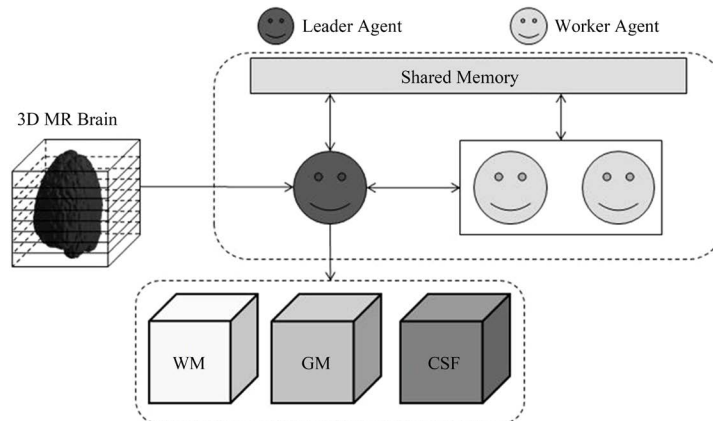 Leader Agent
Worker Agent
Shared Memory
3D MR Brain
WM
GM
CSF